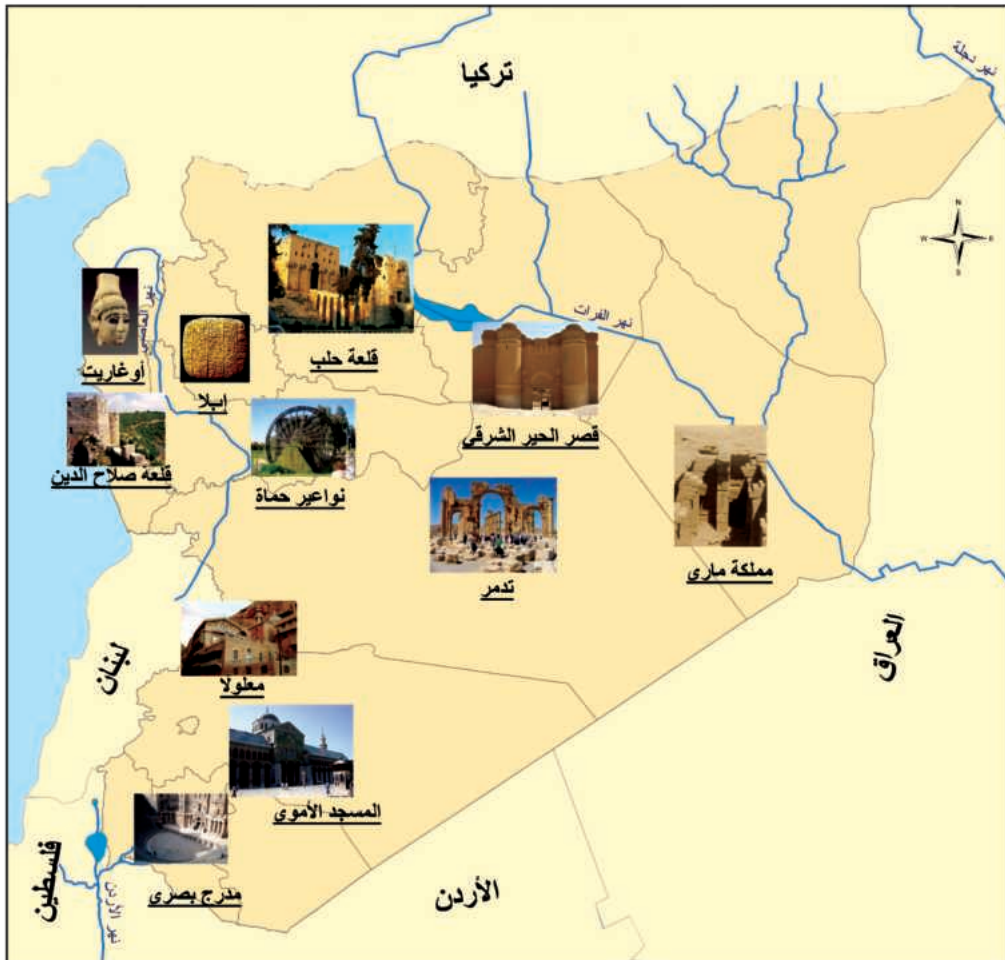 تركيا
نهر دجلة
N
W
E
S
نهر العاصي
نهر الفرات
قلعة حلب
أوغاريت
إبلا
قصر الحير الشرقي
قلعة صلاح الدين
نواعير حماة
مملكة ماري
تدمر
العراق
لبنان
معلولا
المسجد الأموي
فلسطين
مدرج بصرى
الأردن
نهر الأردن